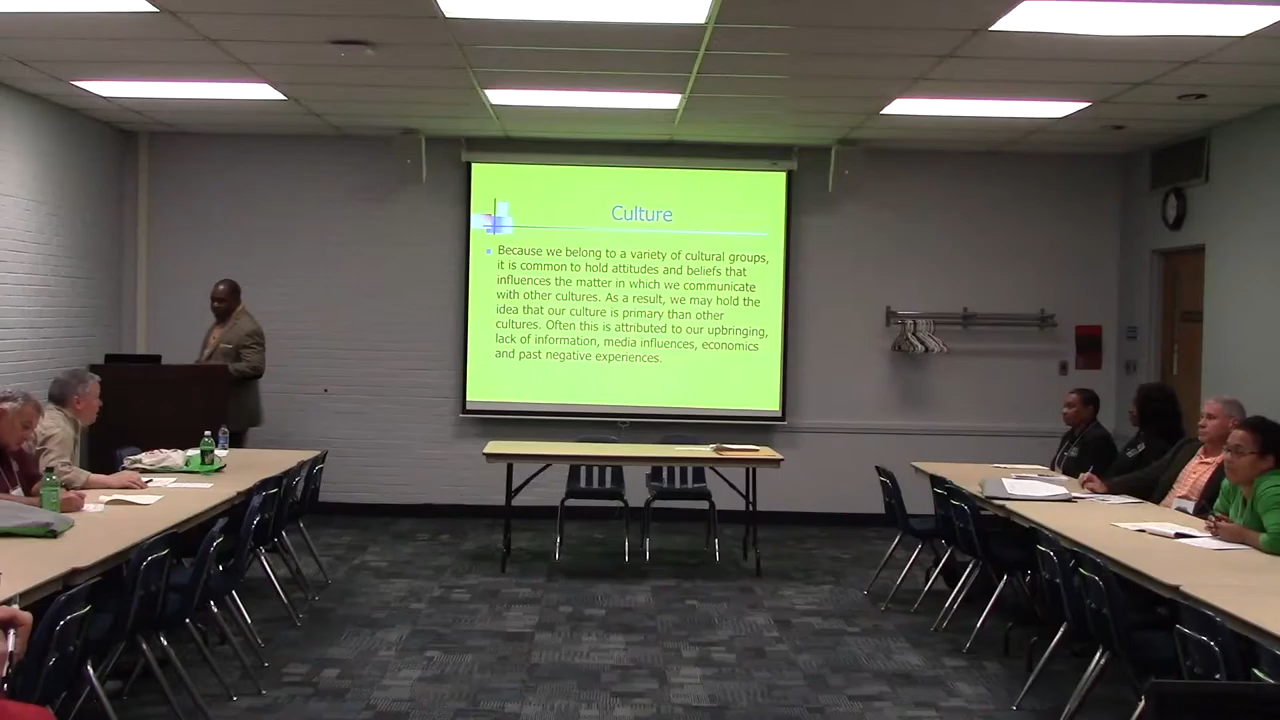 Culture
Because we belong to a variety of cultural groups,
it is common to hold attitudes and beliefs that
influences the matter in which we communicate
with other cultures. As a result, we may hold the
idea that our culture is primary than other
cultures. Often this is attributed to our upbringing,
lack of information, media influences, economics
and past negative experiences.